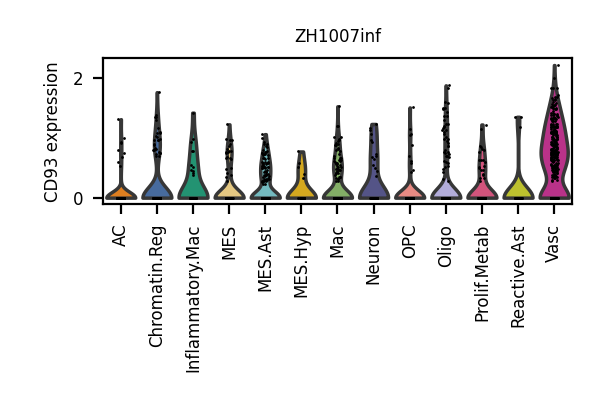 ZH1007inf
CD93 expression
2
0
AC
Chromatin.Reg
Inflammatory.Mac
MES
MES.Ast
MES.Hyp
Mac
Neuron
OPC
Oligo
Prolif.Metab
Reactive.Ast
Vasc